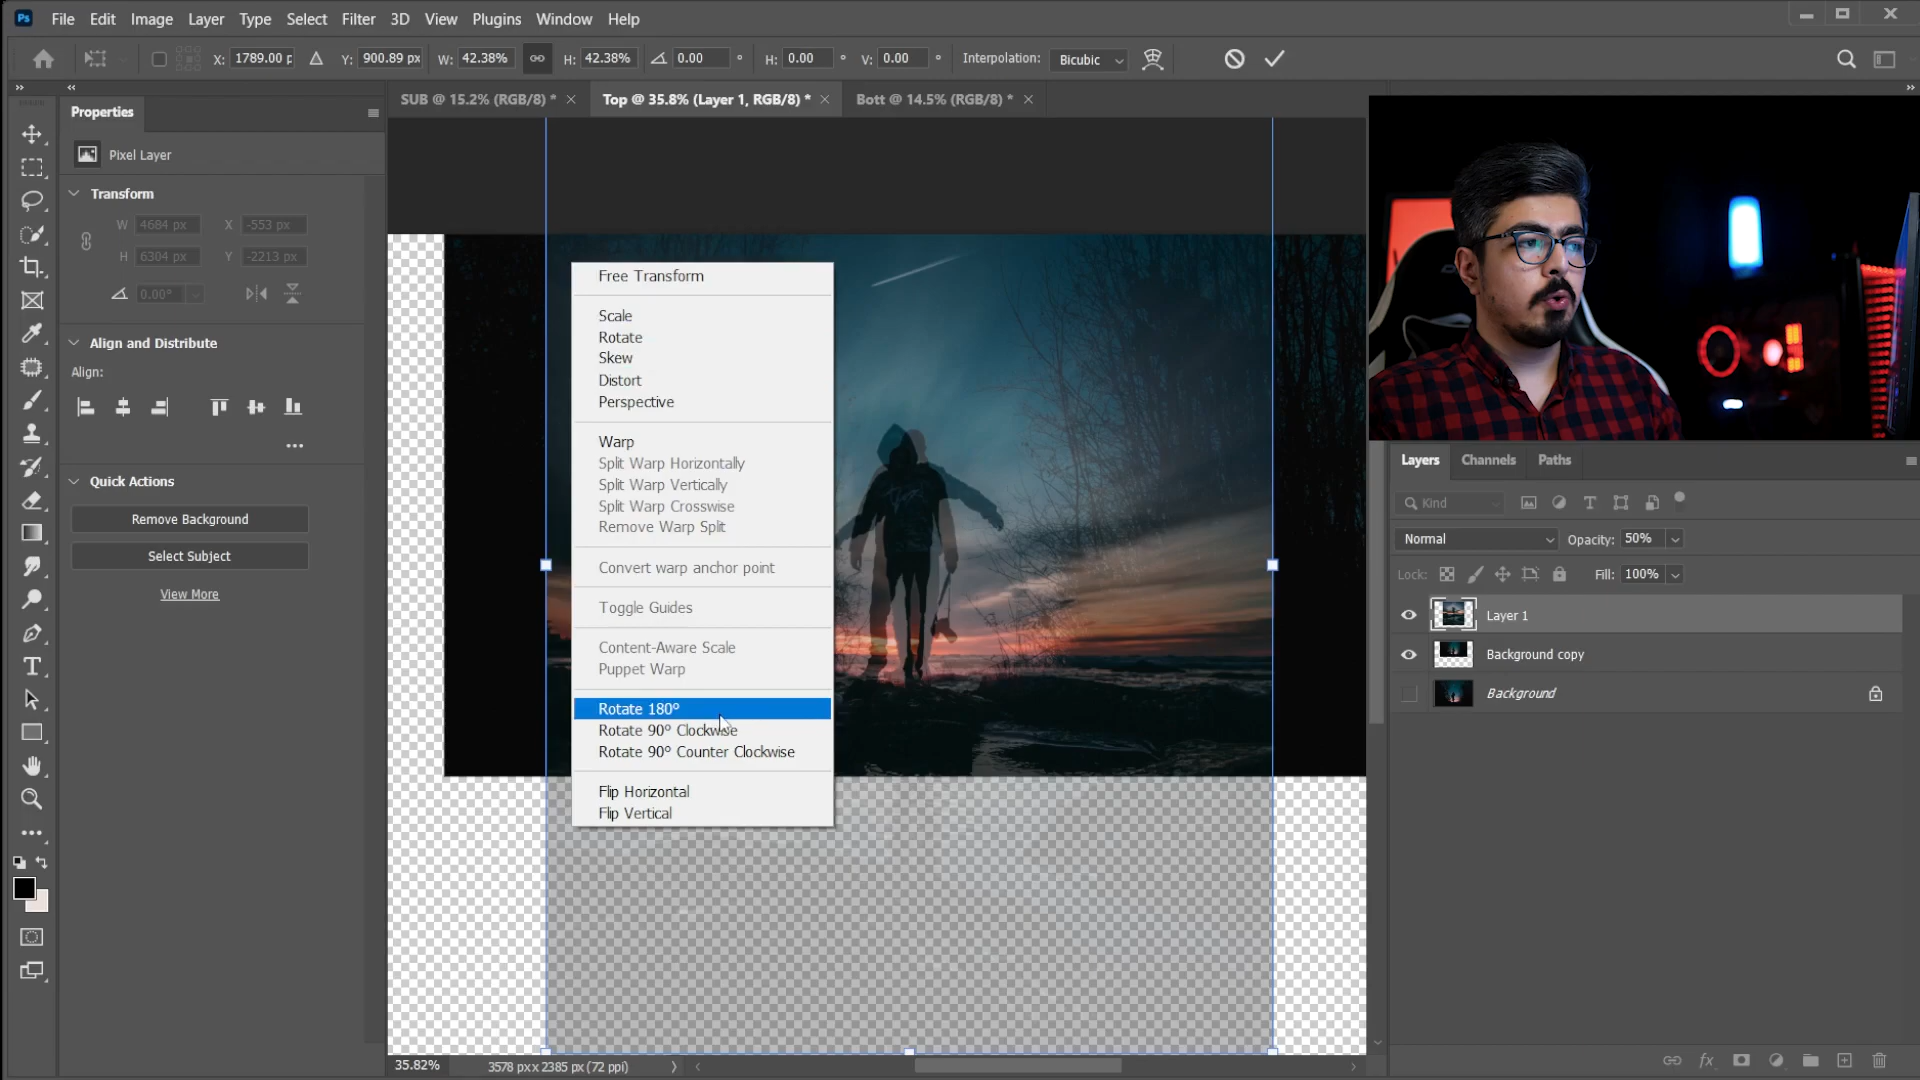 Ps File Edit Image Layer Type Select Filter 3D View Plugins Window Help
X: 1789.00 p Y: 900.89 px W: 42.38% H: 42.38% 0.00 ° H: 0.00 ° V: 0.00 ° Interpolation: Bicubic
SUB @ 15.2% (RGB/8) * Top @ 35.8% (Layer 1, RGB/8) * Bott @ 14.5% (RGB/8) *
Properties
Pixel Layer
Transform
W 4684 px X -553 px
H 6304 px Y -2213 px
0.00°
Align and Distribute
Align:
Quick Actions
Remove Background
Select Subject
View More
Free Transform
Scale
Rotate
Skew
Distort
Perspective
Warp
Split Warp Horizontally
Split Warp Vertically
Split Warp Crosswise
Remove Warp Split
Convert warp anchor point
Toggle Guides
Content-Aware Scale
Puppet Warp
Rotate 180º
Rotate 90º Clockwise
Rotate 90º Counter Clockwise
Flip Horizontal
Flip Vertical
Layers Channels Paths
Kind
Normal Opacity: 50%
Lock: Fill: 100%
Layer 1
Background copy
Background
fx
35.82% 3578 px x 2385 px (72 ppi)